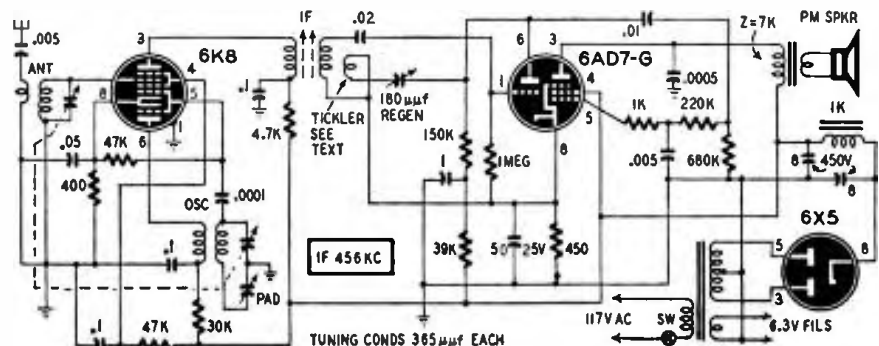 .005
ANT
3
6K8
4
8
5
1
6
.05
47K
400
.0001
OSC
.1
PAD
.1
47K
30K
.1
4.7K
IF
.02
TICKLER
SEE
TEXT
180µµf
REGEN
IF 456KC
TUNING CONDS 365µµf EACH
6
3
6AD7-G
1
4
5
8
150K
1MEG
.1
39K
50
25V
450
.01
.0005
1K
220K
.005
680K
Z=7K
PM SPKR
1K
8
450V
8
6X5
5
8
3
117V AC
SW
6.3V FILS